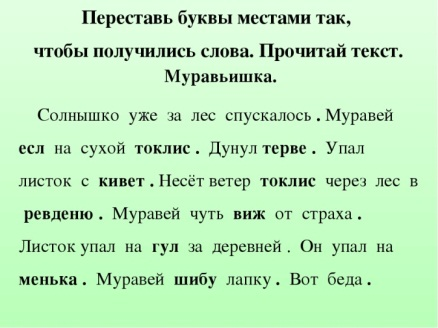 Переставь буквы местами так,
чтобы получились слова. Прочитай текст.
Муравьишка.
Солнышко уже за лес спускалось . Муравей
есл на сухой токлис . Дунул терве . Упал
листок с кивет . Несёт ветер токлис через лес в
ревденю . Муравей чуть виж от страха .
Листок упал на гул за деревней . Он упал на
менька . Муравей шибу лапку . Вот беда .